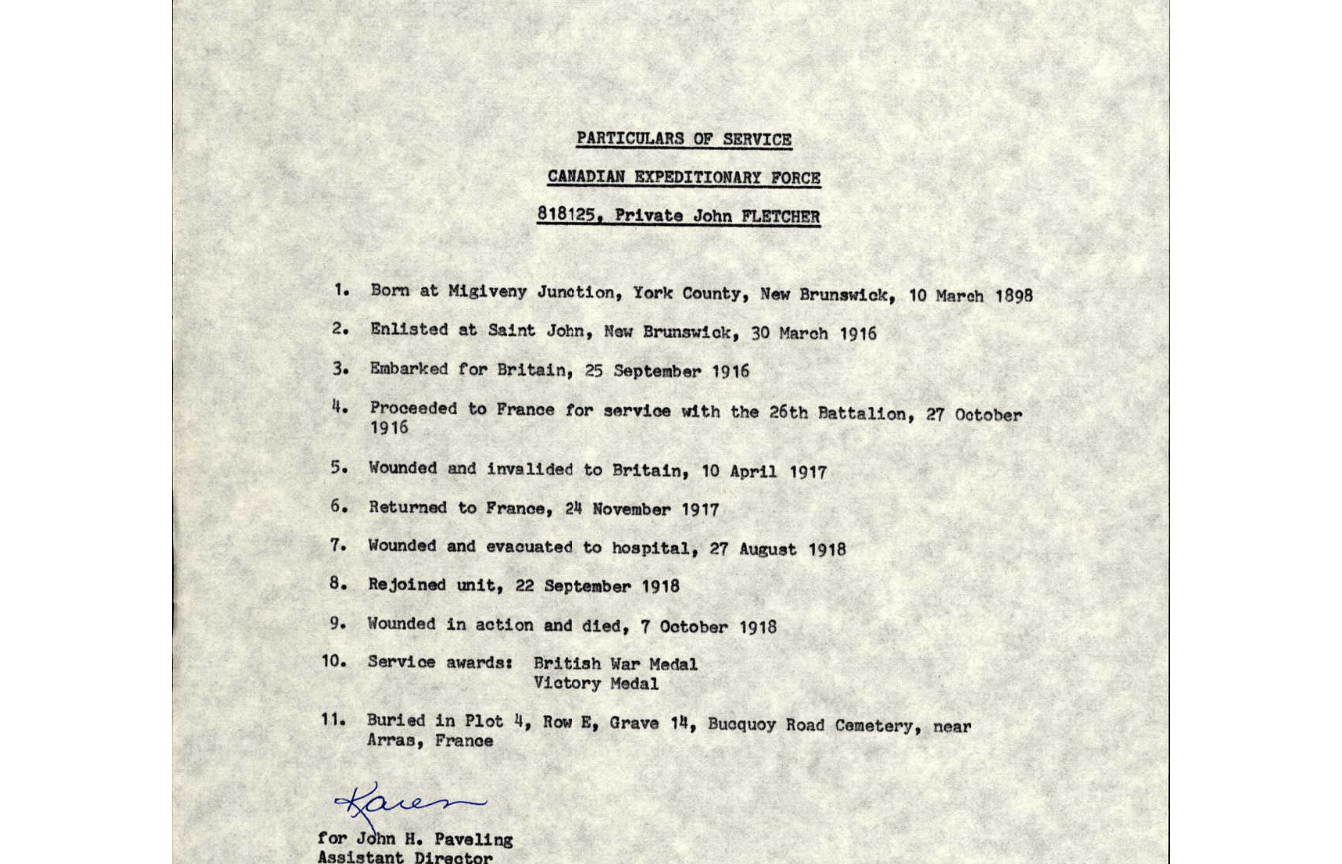 PARTICULARS OF SERVICE
CANADIAN EXPEDITIONARY FORCE
818125, Private John FLETCHER
1. Born at Migiveny Junction, York County, New Brunswick, 10 March 1898
2. Enlisted at Saint John, New Brunswick, 30 March 1916
3. Embarked for Britain, 25 September 1916
4. Proceeded to France for service with the 26th Battalion, 27 October
1916
5. Wounded and invalided to Britain, 10 April 1917
6. Returned to France, 24 November 1917
7. Wounded and evacuated to hospital, 27 August 1918
8. Rejoined unit, 22 September 1918
9. Wounded in action and died, 7 October 1918
10. Service awards: British War Medal
Victory Medal
11. Buried in Plot 4, Row E, Grave 14, Bucquoy Road Cemetery, near
Arras, France
Karen
for John H. Paveling
Assistant Director